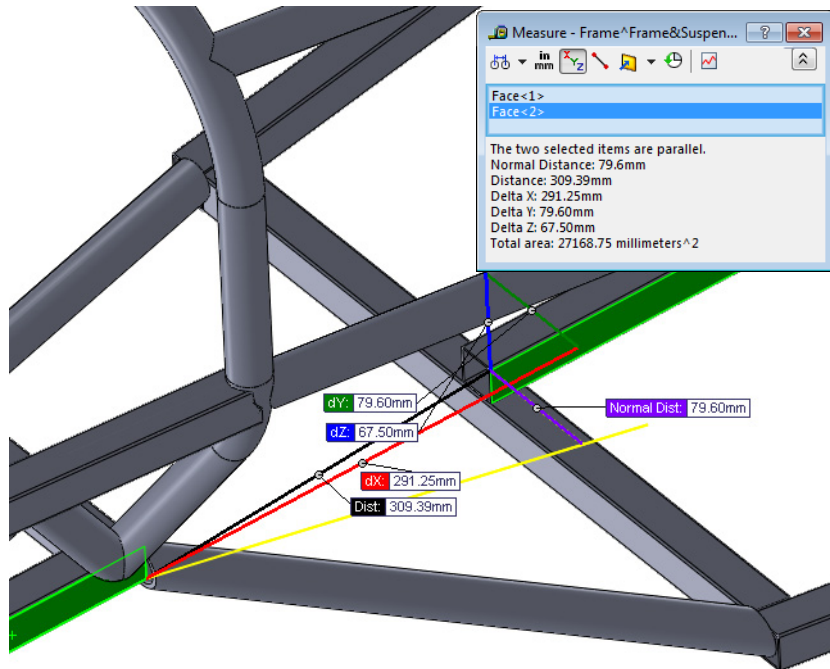 Measure - Frame^Frame&Suspen...
in
mm
X
Y
Z
Face<1>
Face<2>
The two selected items are parallel.
Normal Distance: 79.6mm
Distance: 309.39mm
Delta X: 291.25mm
Delta Y: 79.60mm
Delta Z: 67.50mm
Total area: 27168.75 millimeters^2
dY: 79.60mm
Normal Dist: 79.60mm
dZ: 67.50mm
dX: 291.25mm
Dist: 309.39mm